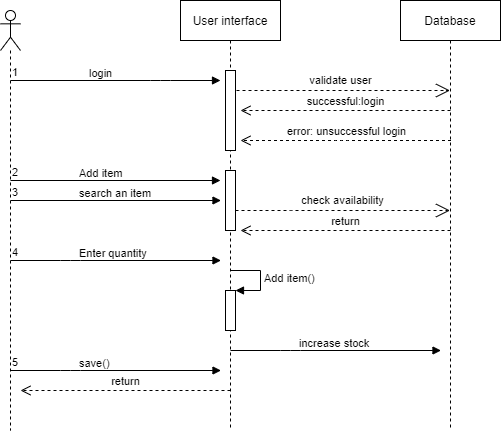 User interface
Database
1 login
validate user
successful:login
error: unsuccessful login
2 Add item
3 search an item
check availability
return
4 Enter quantity
Add item()
increase stock
5 save()
return